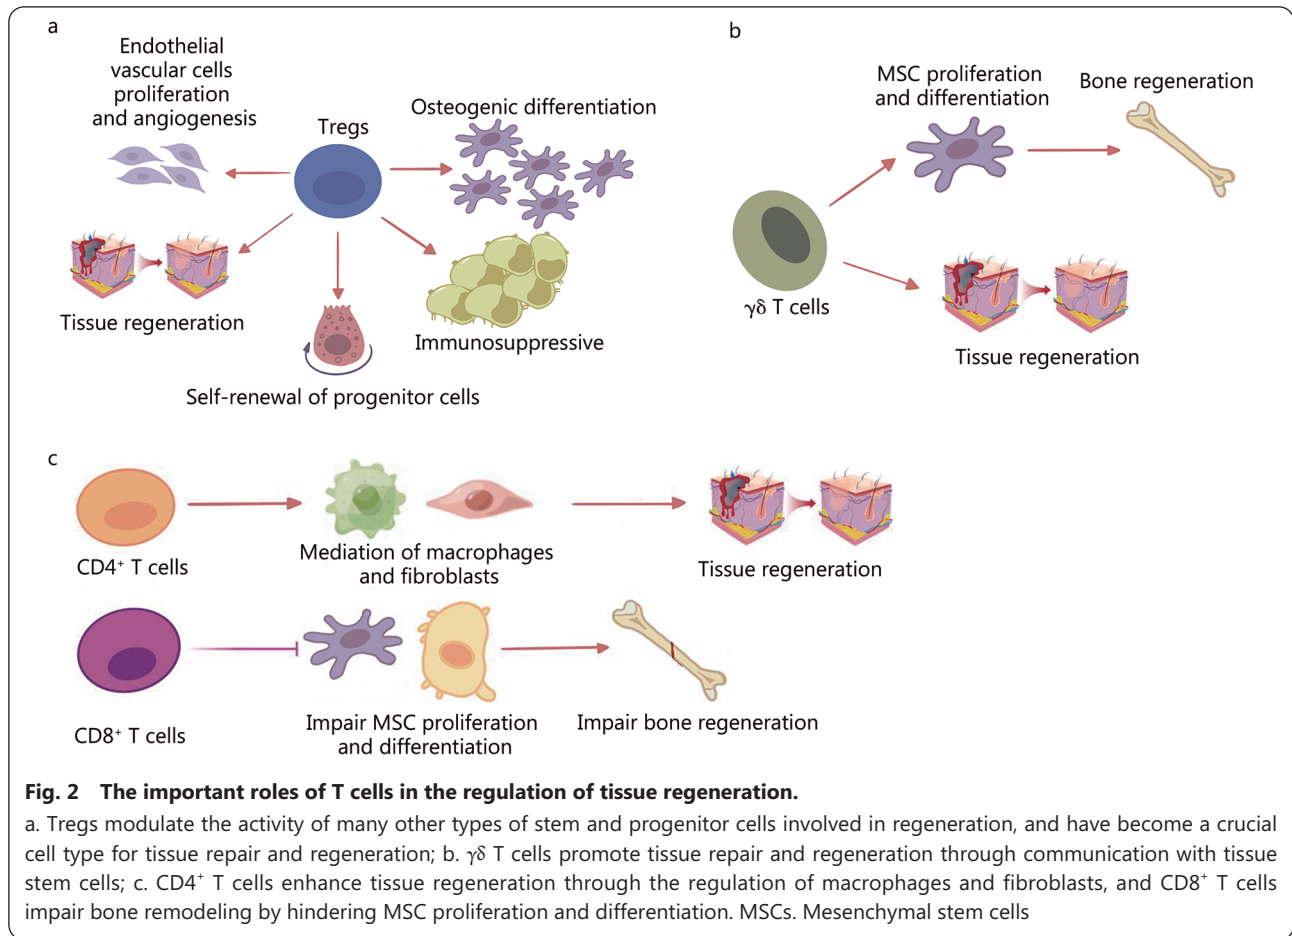 a
Endothelial
vascular cells
proliferation
and angiogenesis
Tregs
Osteogenic differentiation
Tissue regeneration
Immunosuppressive
Self-renewal of progenitor cells
b
MSC proliferation
and differentiation
Bone regeneration
γδ T cells
Tissue regeneration
c
CD4⁺ T cells
Mediation of macrophages
and fibroblasts
Tissue regeneration
CD8⁺ T cells
Impair MSC proliferation
and differentiation
Impair bone regeneration
Fig. 2 The important roles of T cells in the regulation of tissue regeneration.
a. Tregs modulate the activity of many other types of stem and progenitor cells involved in regeneration, and have become a crucial
cell type for tissue repair and regeneration; b. γδ T cells promote tissue repair and regeneration through communication with tissue
stem cells; c. CD4⁺ T cells enhance tissue regeneration through the regulation of macrophages and fibroblasts, and CD8⁺ T cells
impair bone remodeling by hindering MSC proliferation and differentiation. MSCs. Mesenchymal stem cells